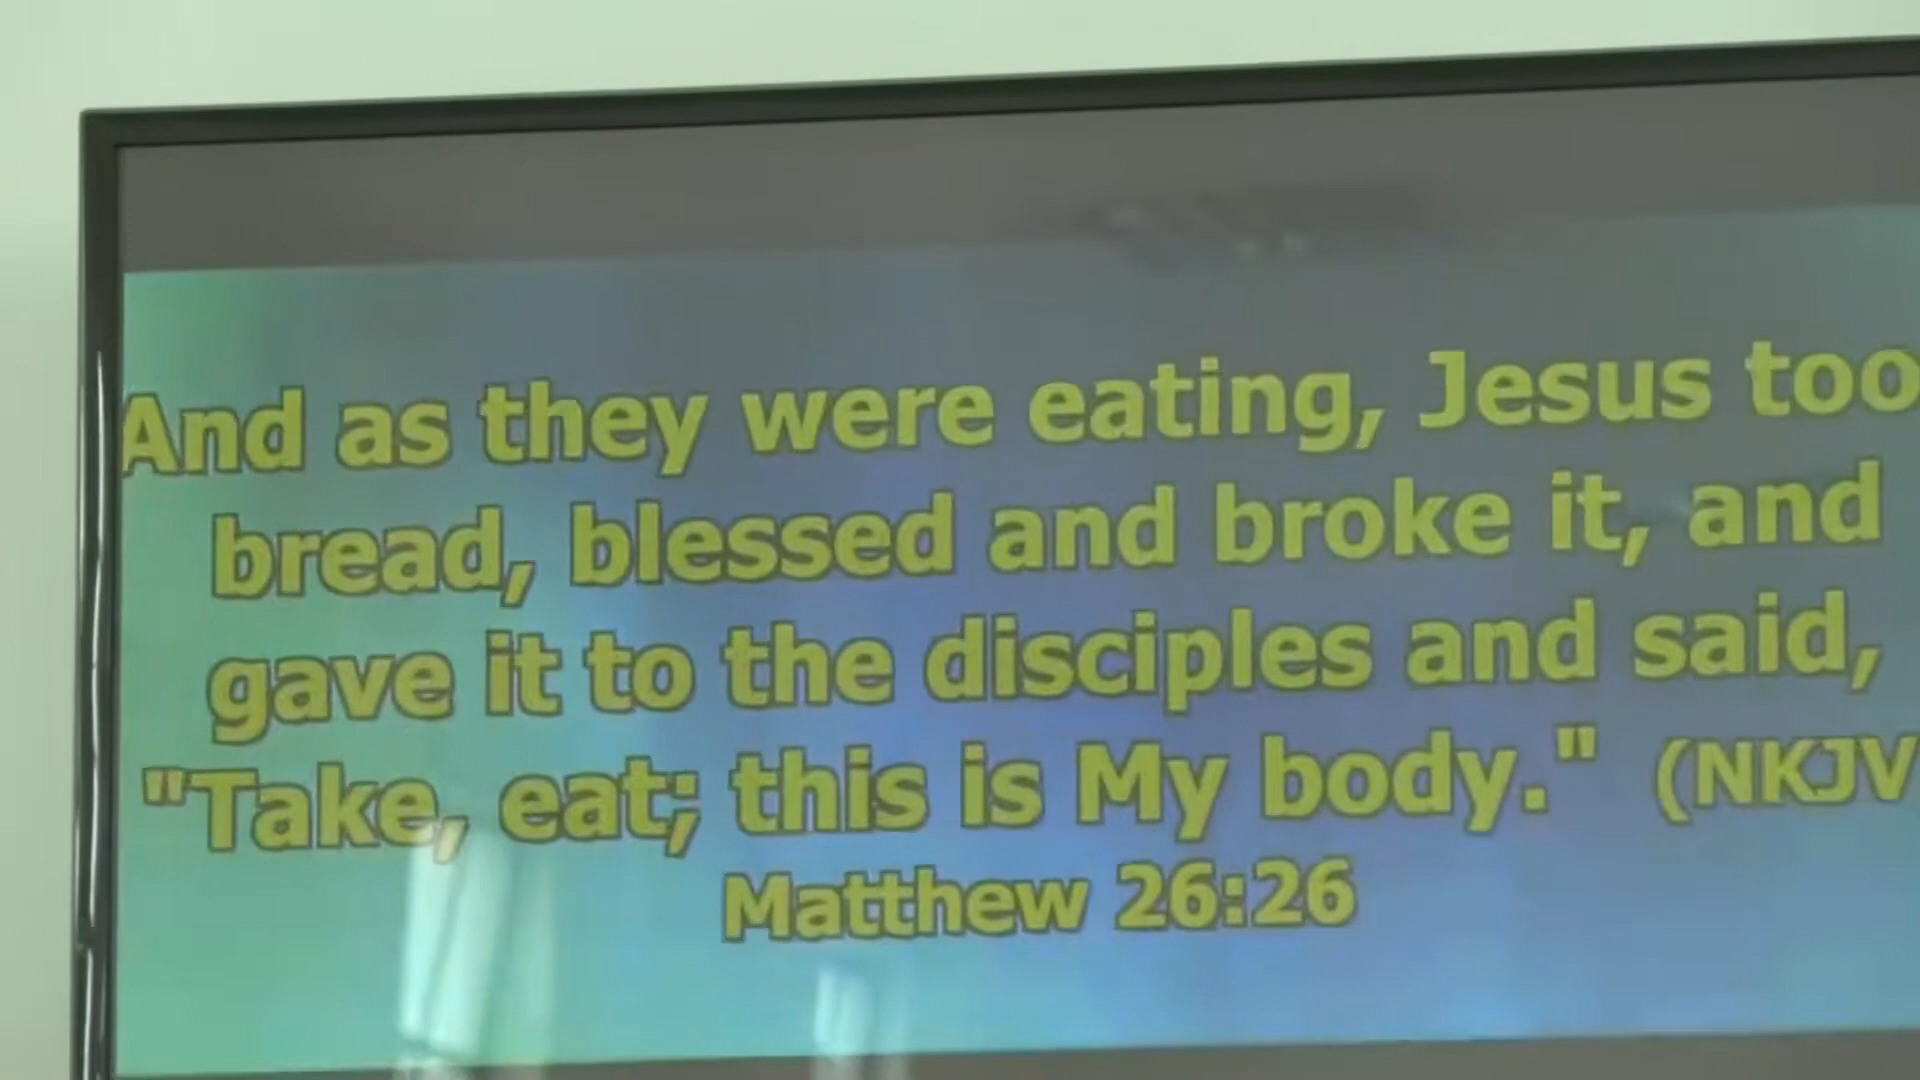 And as they were eating, Jesus too
bread, blessed and broke it, and
gave it to the disciples and said,
"Take, eat; this is My body." (NKJV
Matthew 26:26